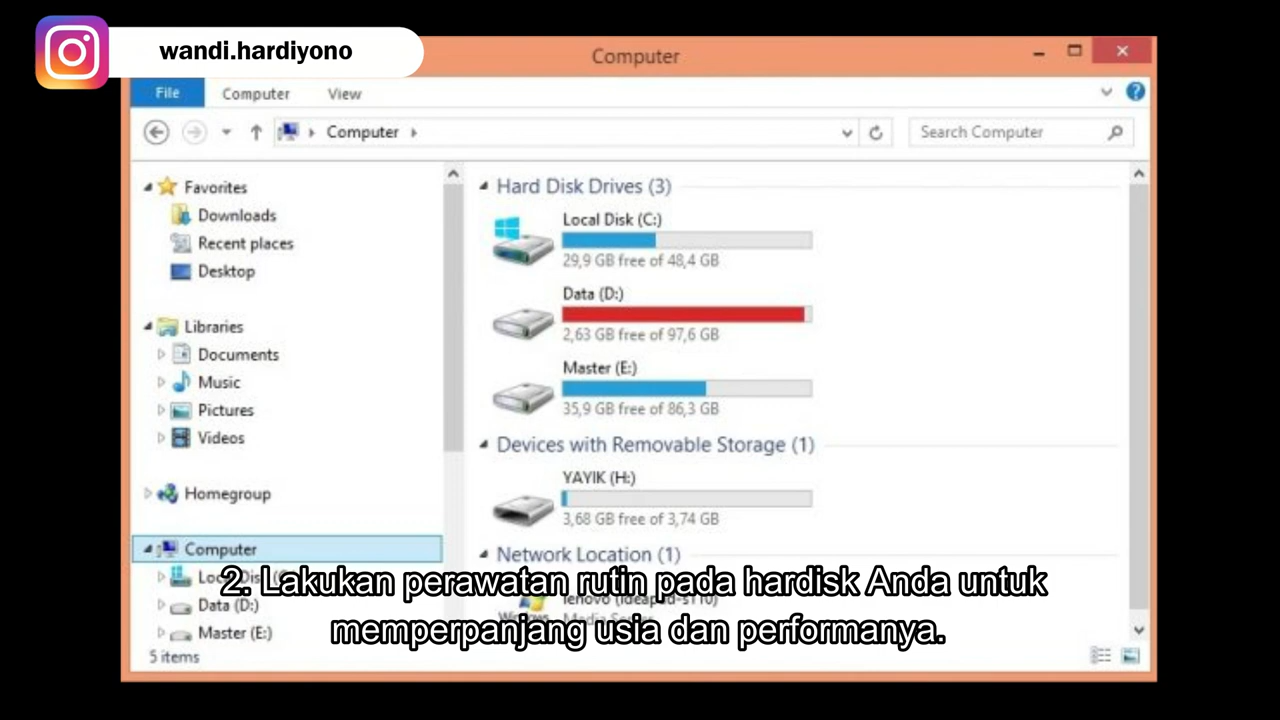 wandi.hardiyono
Computer
File
Computer
View
Computer
Search Computer
Favorites
Downloads
Recent places
Desktop
Libraries
Documents
Music
Pictures
Videos
Homegroup
Computer
Data (D:)
Master (E:)
5 items
Hard Disk Drives (3)
Local Disk (C:)
29,9 GB free of 48,4 GB
Data (D:)
2,63 GB free of 97,6 GB
Master (E:)
35,9 GB free of 86,3 GB
Devices with Removable Storage (1)
YAYIK (H:)
3,68 GB free of 3,74 GB
Network Location (1)
lenovo (ideapad-s110)
2. Lakukan perawatan rutin pada hardisk Anda untuk
memperpanjang usia dan performanya.